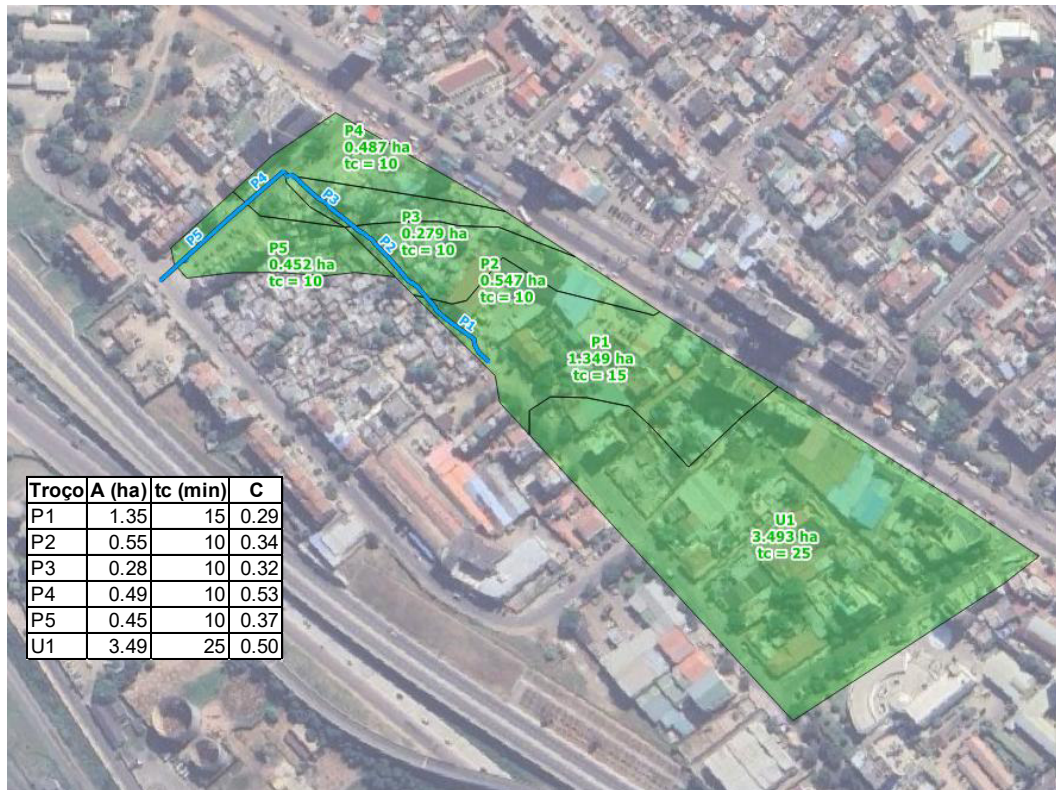 P4
0.487 ha
tc = 10
P4
P3
P3
0.279 ha
tc = 10
P5
P2
P5
0.452 ha
tc = 10
P2
0.547 ha
tc = 10
P1
P1
1.349 ha
tc = 15
U1
3.493 ha
tc = 25
Troço A (ha) tc (min) C
P1 1.35 15 0.29
P2 0.55 10 0.34
P3 0.28 10 0.32
P4 0.49 10 0.53
P5 0.45 10 0.37
U1 3.49 25 0.50